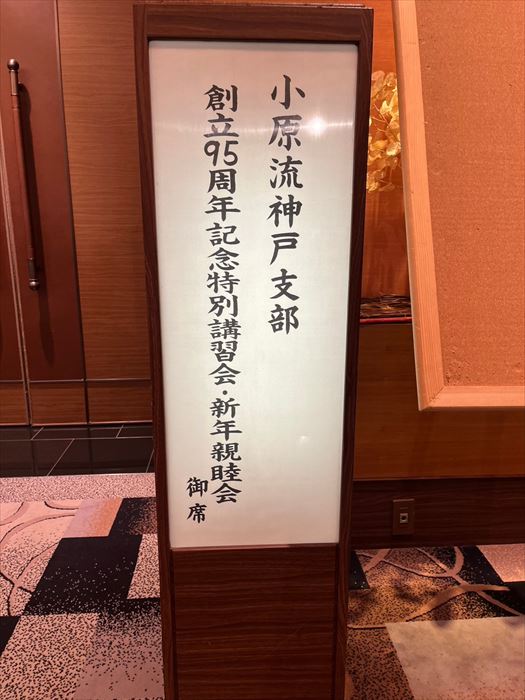 小原流神戸支部
創立95周年記念特別講習会・新年親睦会
御席